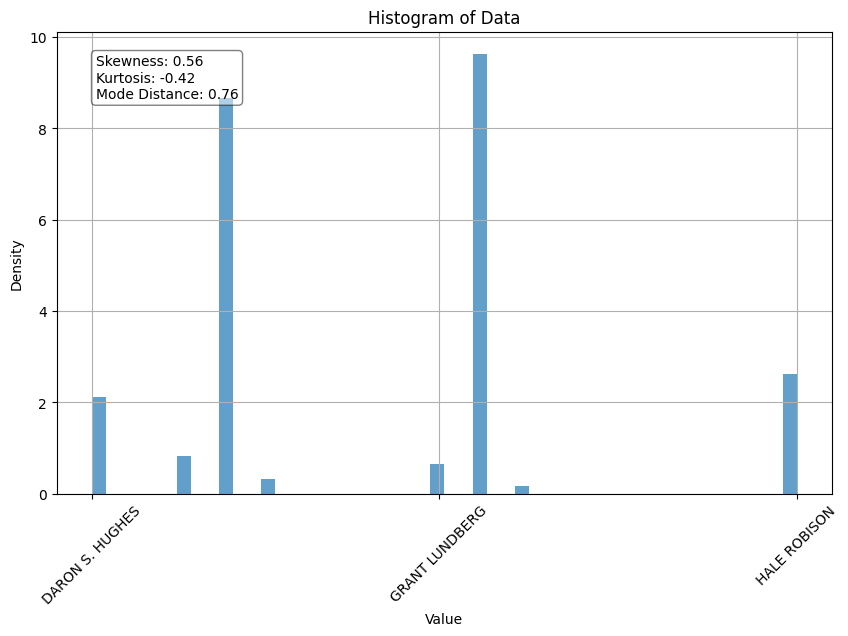 Histogram of Data
Skewness: 0.56
Kurtosis: -0.42
Mode Distance: 0.76
10
8
6
4
2
0
Density
DARON S. HUGHES
GRANT LUNDBERG
HALE ROBISON
Value